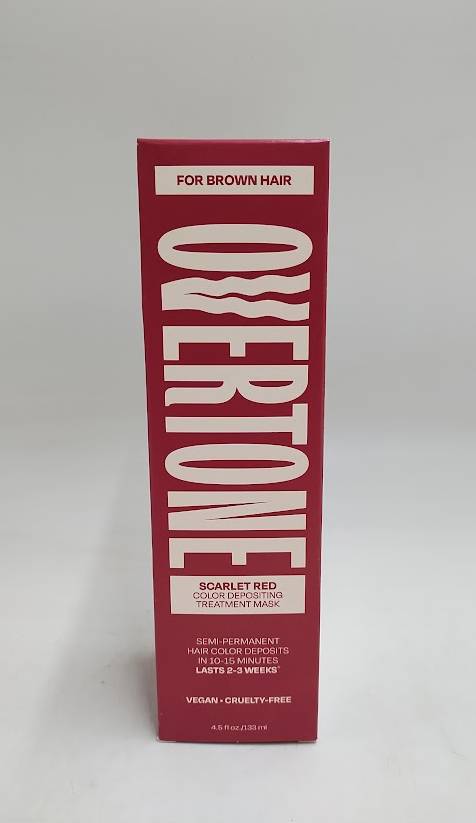 FOR BROWN HAIR
OVERTONE
SCARLET RED
COLOR DEPOSITING
TREATMENT MASK
SEMI-PERMANENT
HAIR COLOR DEPOSITS
IN 10-15 MINUTES
LASTS 2-3 WEEKS*
VEGAN • CRUELTY-FREE
4.5 fl oz./133 ml